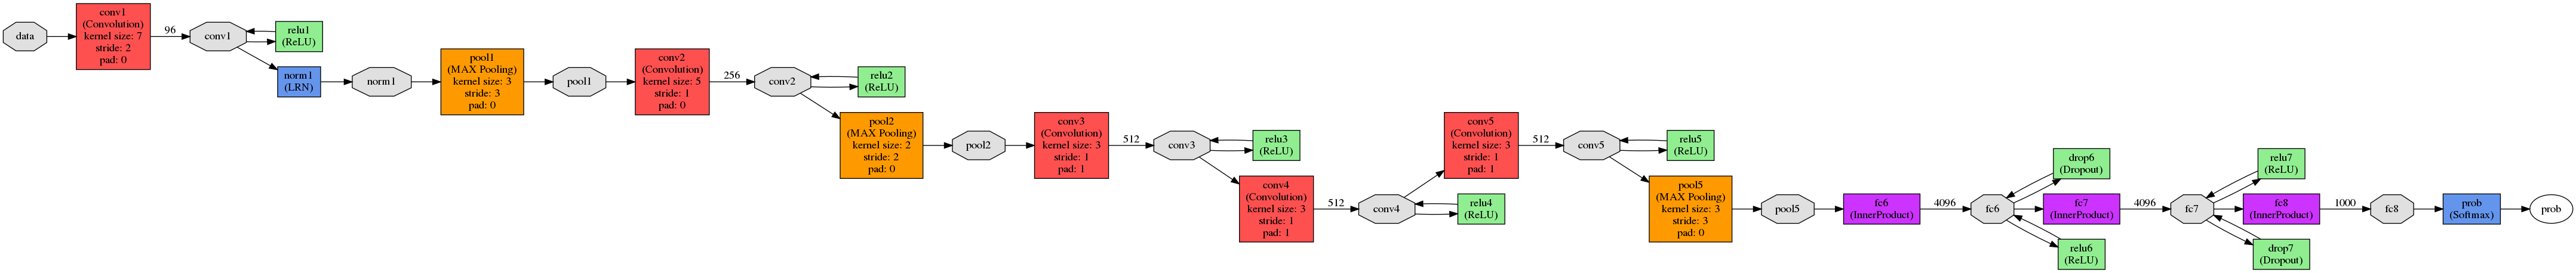 data
conv1
(Convolution)
kernel size: 7
stride: 2
pad: 0
96
conv1
relu1
(ReLU)
norm1
(LRN)
norm1
pool1
(MAX Pooling)
kernel size: 3
stride: 3
pad: 0
pool1
conv2
(Convolution)
kernel size: 5
stride: 1
pad: 0
256
conv2
relu2
(ReLU)
pool2
(MAX Pooling)
kernel size: 2
stride: 2
pad: 0
pool2
conv3
(Convolution)
kernel size: 3
stride: 1
pad: 1
512
conv3
relu3
(ReLU)
conv4
(Convolution)
kernel size: 3
stride: 1
pad: 1
512
conv4
relu4
(ReLU)
conv5
(Convolution)
kernel size: 3
stride: 1
pad: 1
512
conv5
relu5
(ReLU)
pool5
(MAX Pooling)
kernel size: 3
stride: 3
pad: 0
pool5
fc6
(InnerProduct)
4096
fc6
drop6
(Dropout)
relu6
(ReLU)
fc7
(InnerProduct)
4096
fc7
relu7
(ReLU)
drop7
(Dropout)
fc8
(InnerProduct)
1000
fc8
prob
(Softmax)
prob